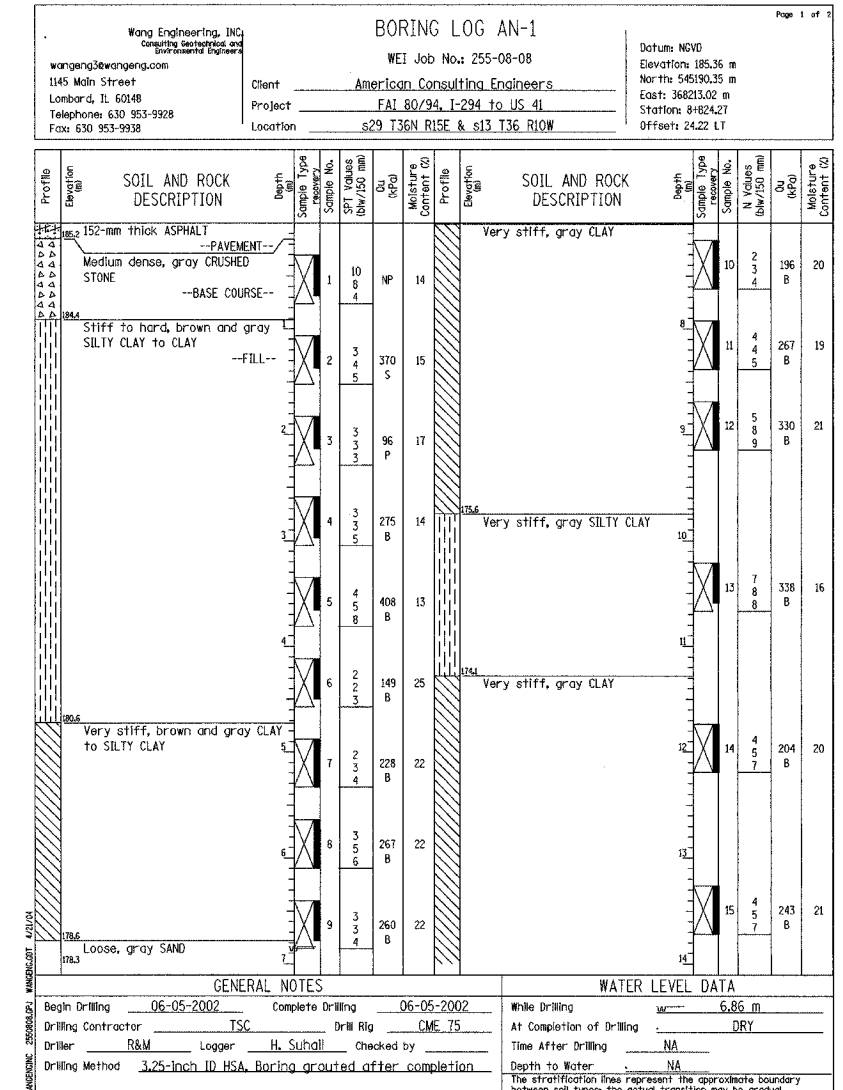 Page 1 of 2
Wang Engineering, INC.
Consulting Geotechnical and
Environmental Engineers
wangeng3@wangeng.com
1145 Main Street
Lombard, IL 60148
Telephone: 630 953-9928
Fax: 630 953-9938
BORING LOG AN-1
WEI Job No.: 255-08-08
Client American Consulting Engineers
Project FAI 80/94, I-294 to US 41
Location s29 T36N R15E & s13 T36 R10W
Datum: NGVD
Elevation: 185.36 m
North: 545190.35 m
East: 368213.02 m
Station: 8+824.27
Offset: 24.22 LT
Profile Elevation (m) SOIL AND ROCK DESCRIPTION Depth (m) Sample Type recovery Sample No. SPT Values (blw/150 mm) Qu (kPa) Moisture Content (%)
185.2 152-mm thick ASPHALT
--PAVEMENT--
Medium dense, gray CRUSHED
STONE
--BASE COURSE--
1 10 8 4 NP 14
184.4
1
Stiff to hard, brown and gray
SILTY CLAY to CLAY
--FILL--
2 3 4 5 370 S 15
2
3 3 3 3 96 P 17
4 3 3 5 275 B 14
3
5 4 5 8 408 B 13
4
6 2 2 3 149 B 25
180.6
Very stiff, brown and gray CLAY
to SILTY CLAY
5
7 2 3 4 228 B 22
8 3 5 6 267 B 22
6
9 3 3 4 260 B 22
178.6
Loose, gray SAND
178.3
7
Profile Elevation (m) SOIL AND ROCK DESCRIPTION Depth (m) Sample Type recovery Sample No. N Values (blw/150 mm) Qu (kPa) Moisture Content (%)
Very stiff, gray CLAY
10 2 3 4 196 B 20
8
11 4 4 5 267 B 19
9
12 5 8 9 330 B 21
175.6
Very stiff, gray SILTY CLAY
10
13 7 8 8 338 B 16
11
174.1
Very stiff, gray CLAY
12
14 4 5 7 204 B 20
13
15 4 5 7 243 B 21
14
WANGENGINC 2550808.GPJ WANGENG.GDT 4/21/04
GENERAL NOTES
Begin Drilling 06-05-2002 Complete Drilling 06-05-2002
Drilling Contractor TSC Drill Rig CME 75
Driller R&M Logger H. Suhail Checked by
Drilling Method 3.25-inch ID HSA, Boring grouted after completion
WATER LEVEL DATA
While Drilling 6.86 m
At Completion of Drilling DRY
Time After Drilling NA
Depth to Water NA
The stratification lines represent the approximate boundary
between soil types; the actual transition may be gradual.